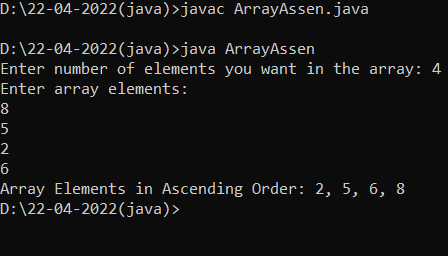 D:\22-04-2022(java)>javac ArrayAssen.java
D:\22-04-2022(java)>java ArrayAssen
Enter number of elements you want in the array: 4
Enter array elements:
8
5
2
6
Array Elements in Ascending Order: 2, 5, 6, 8
D:\22-04-2022(java)>